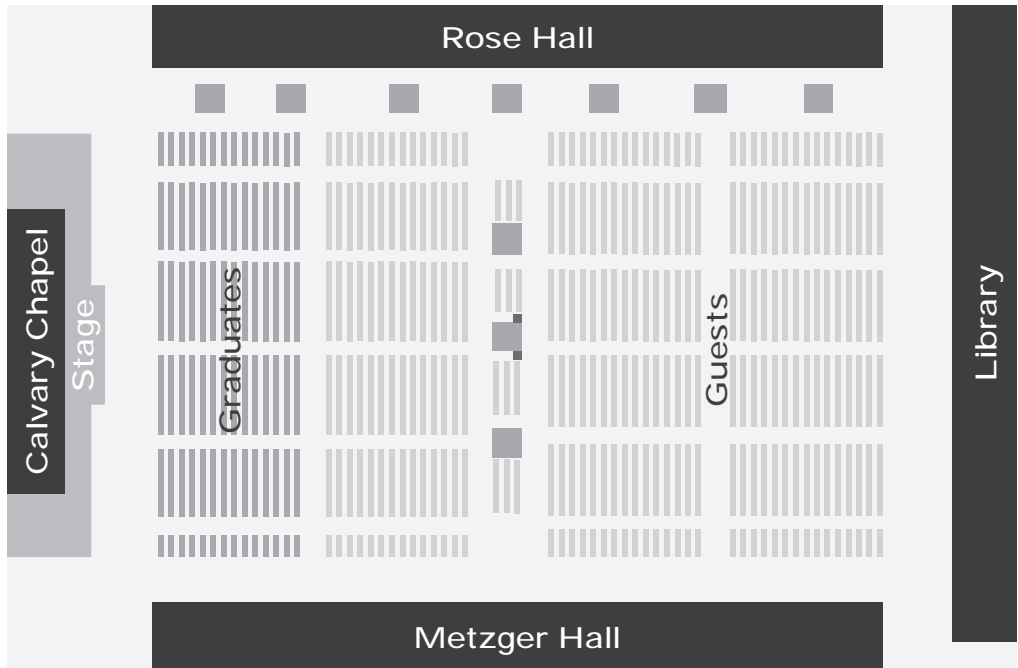 Rose Hall
Calvary Chapel
Stage
Graduates
Guests
Library
Metzger Hall